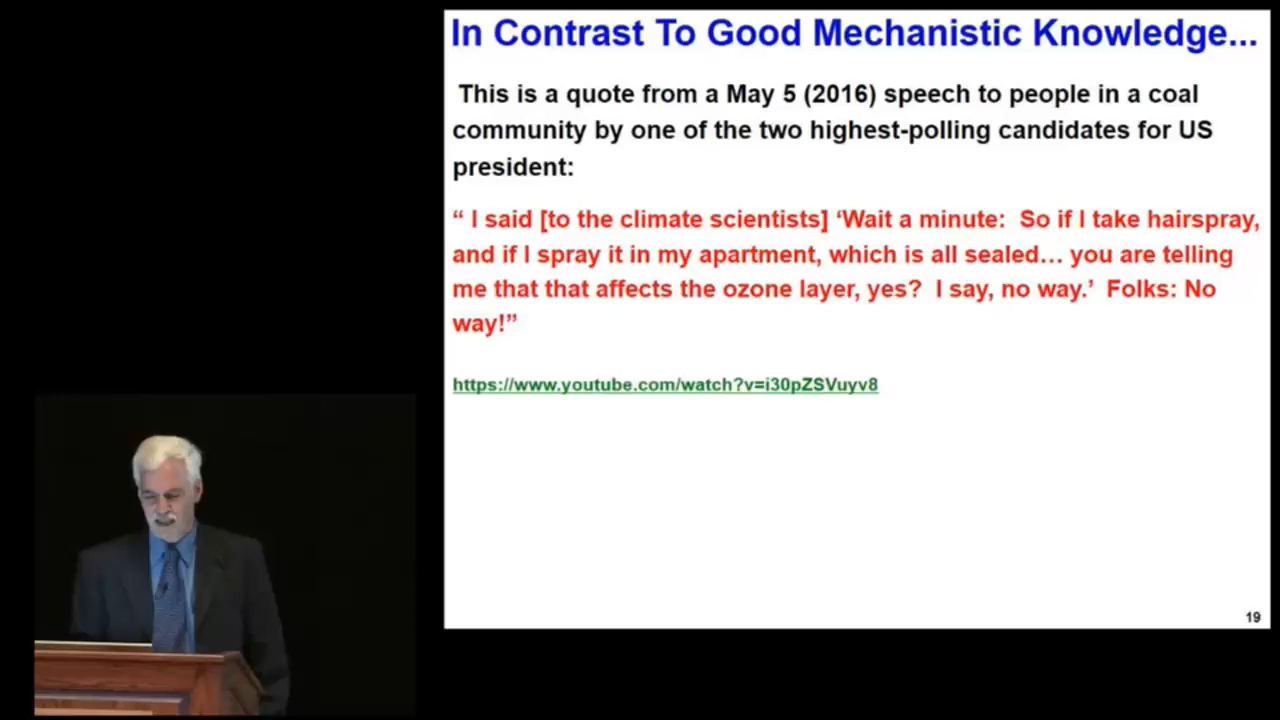 In Contrast To Good Mechanistic Knowledge...
This is a quote from a May 5 (2016) speech to people in a coal
community by one of the two highest-polling candidates for US
president:
“ I said [to the climate scientists] ‘Wait a minute: So if I take hairspray,
and if I spray it in my apartment, which is all sealed… you are telling
me that that affects the ozone layer, yes? I say, no way.’ Folks: No
way!”
https://www.youtube.com/watch?v=i30pZSVuyv8
19